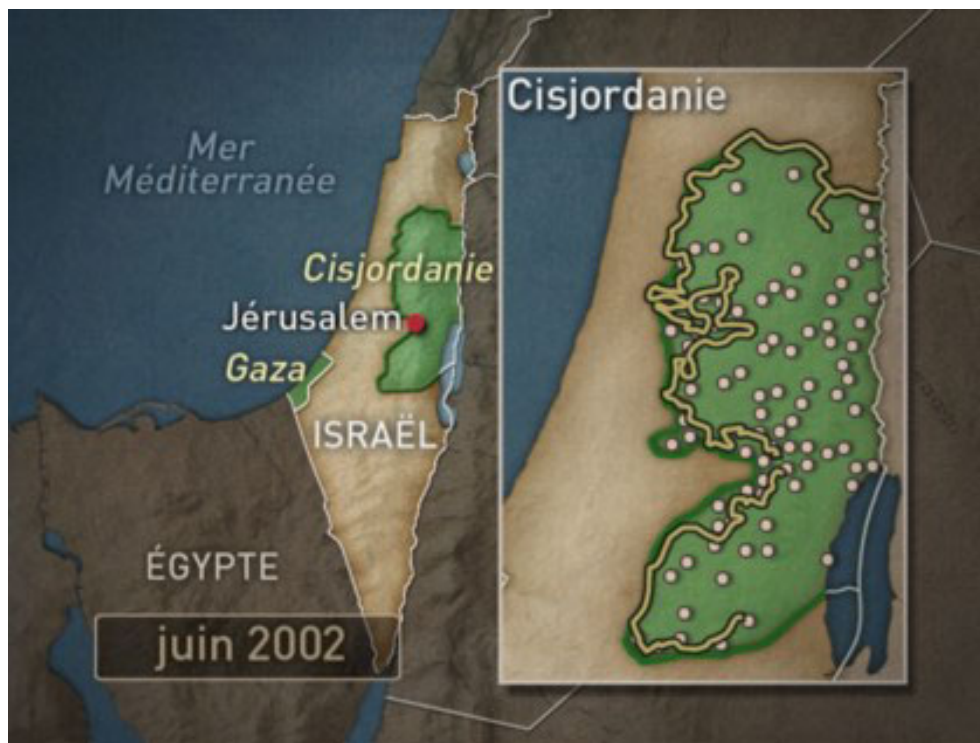 Cisjordanie
Mer
Méditerranée
Cisjordanie
Jérusalem
Gaza
ISRAËL
ÉGYPTE
juin 2002